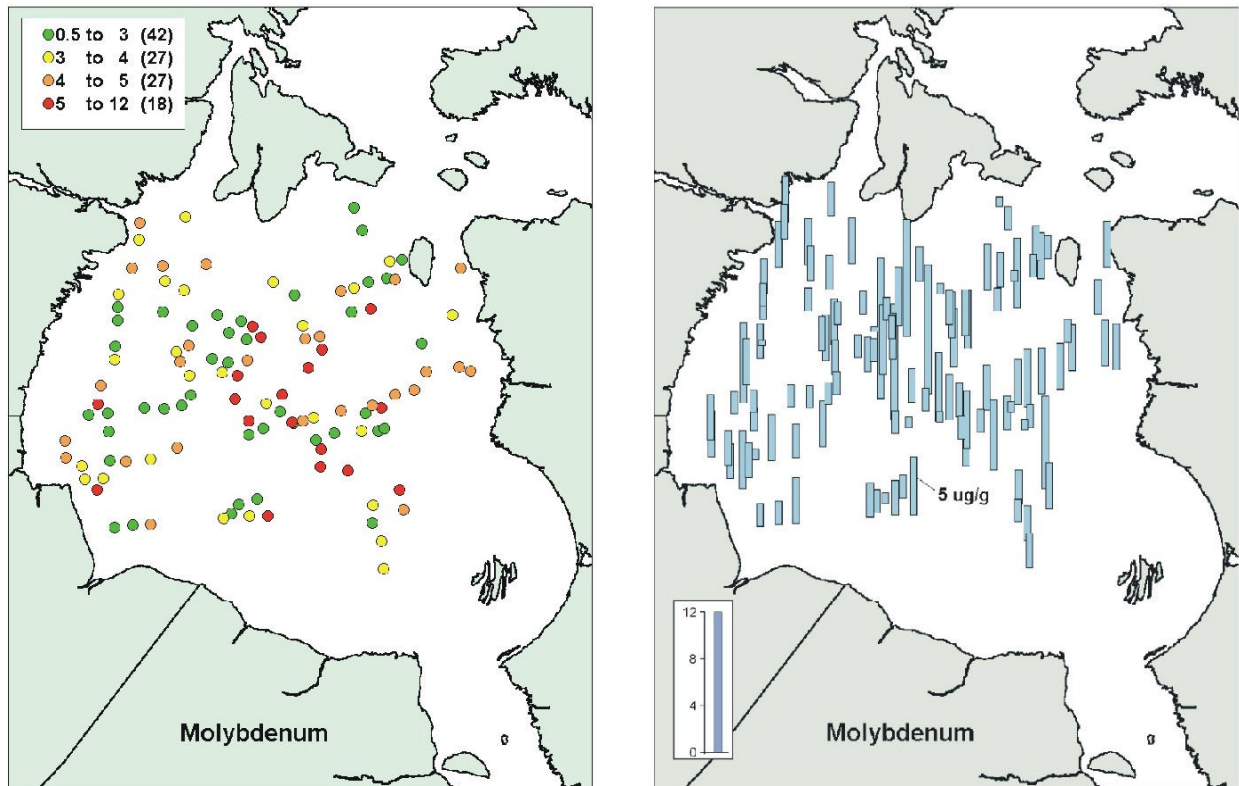 0.5 to 3 (42)
3 to 4 (27)
4 to 5 (27)
5 to 12 (18)
Molybdenum
5 ug/g
12
8
4
0
Molybdenum